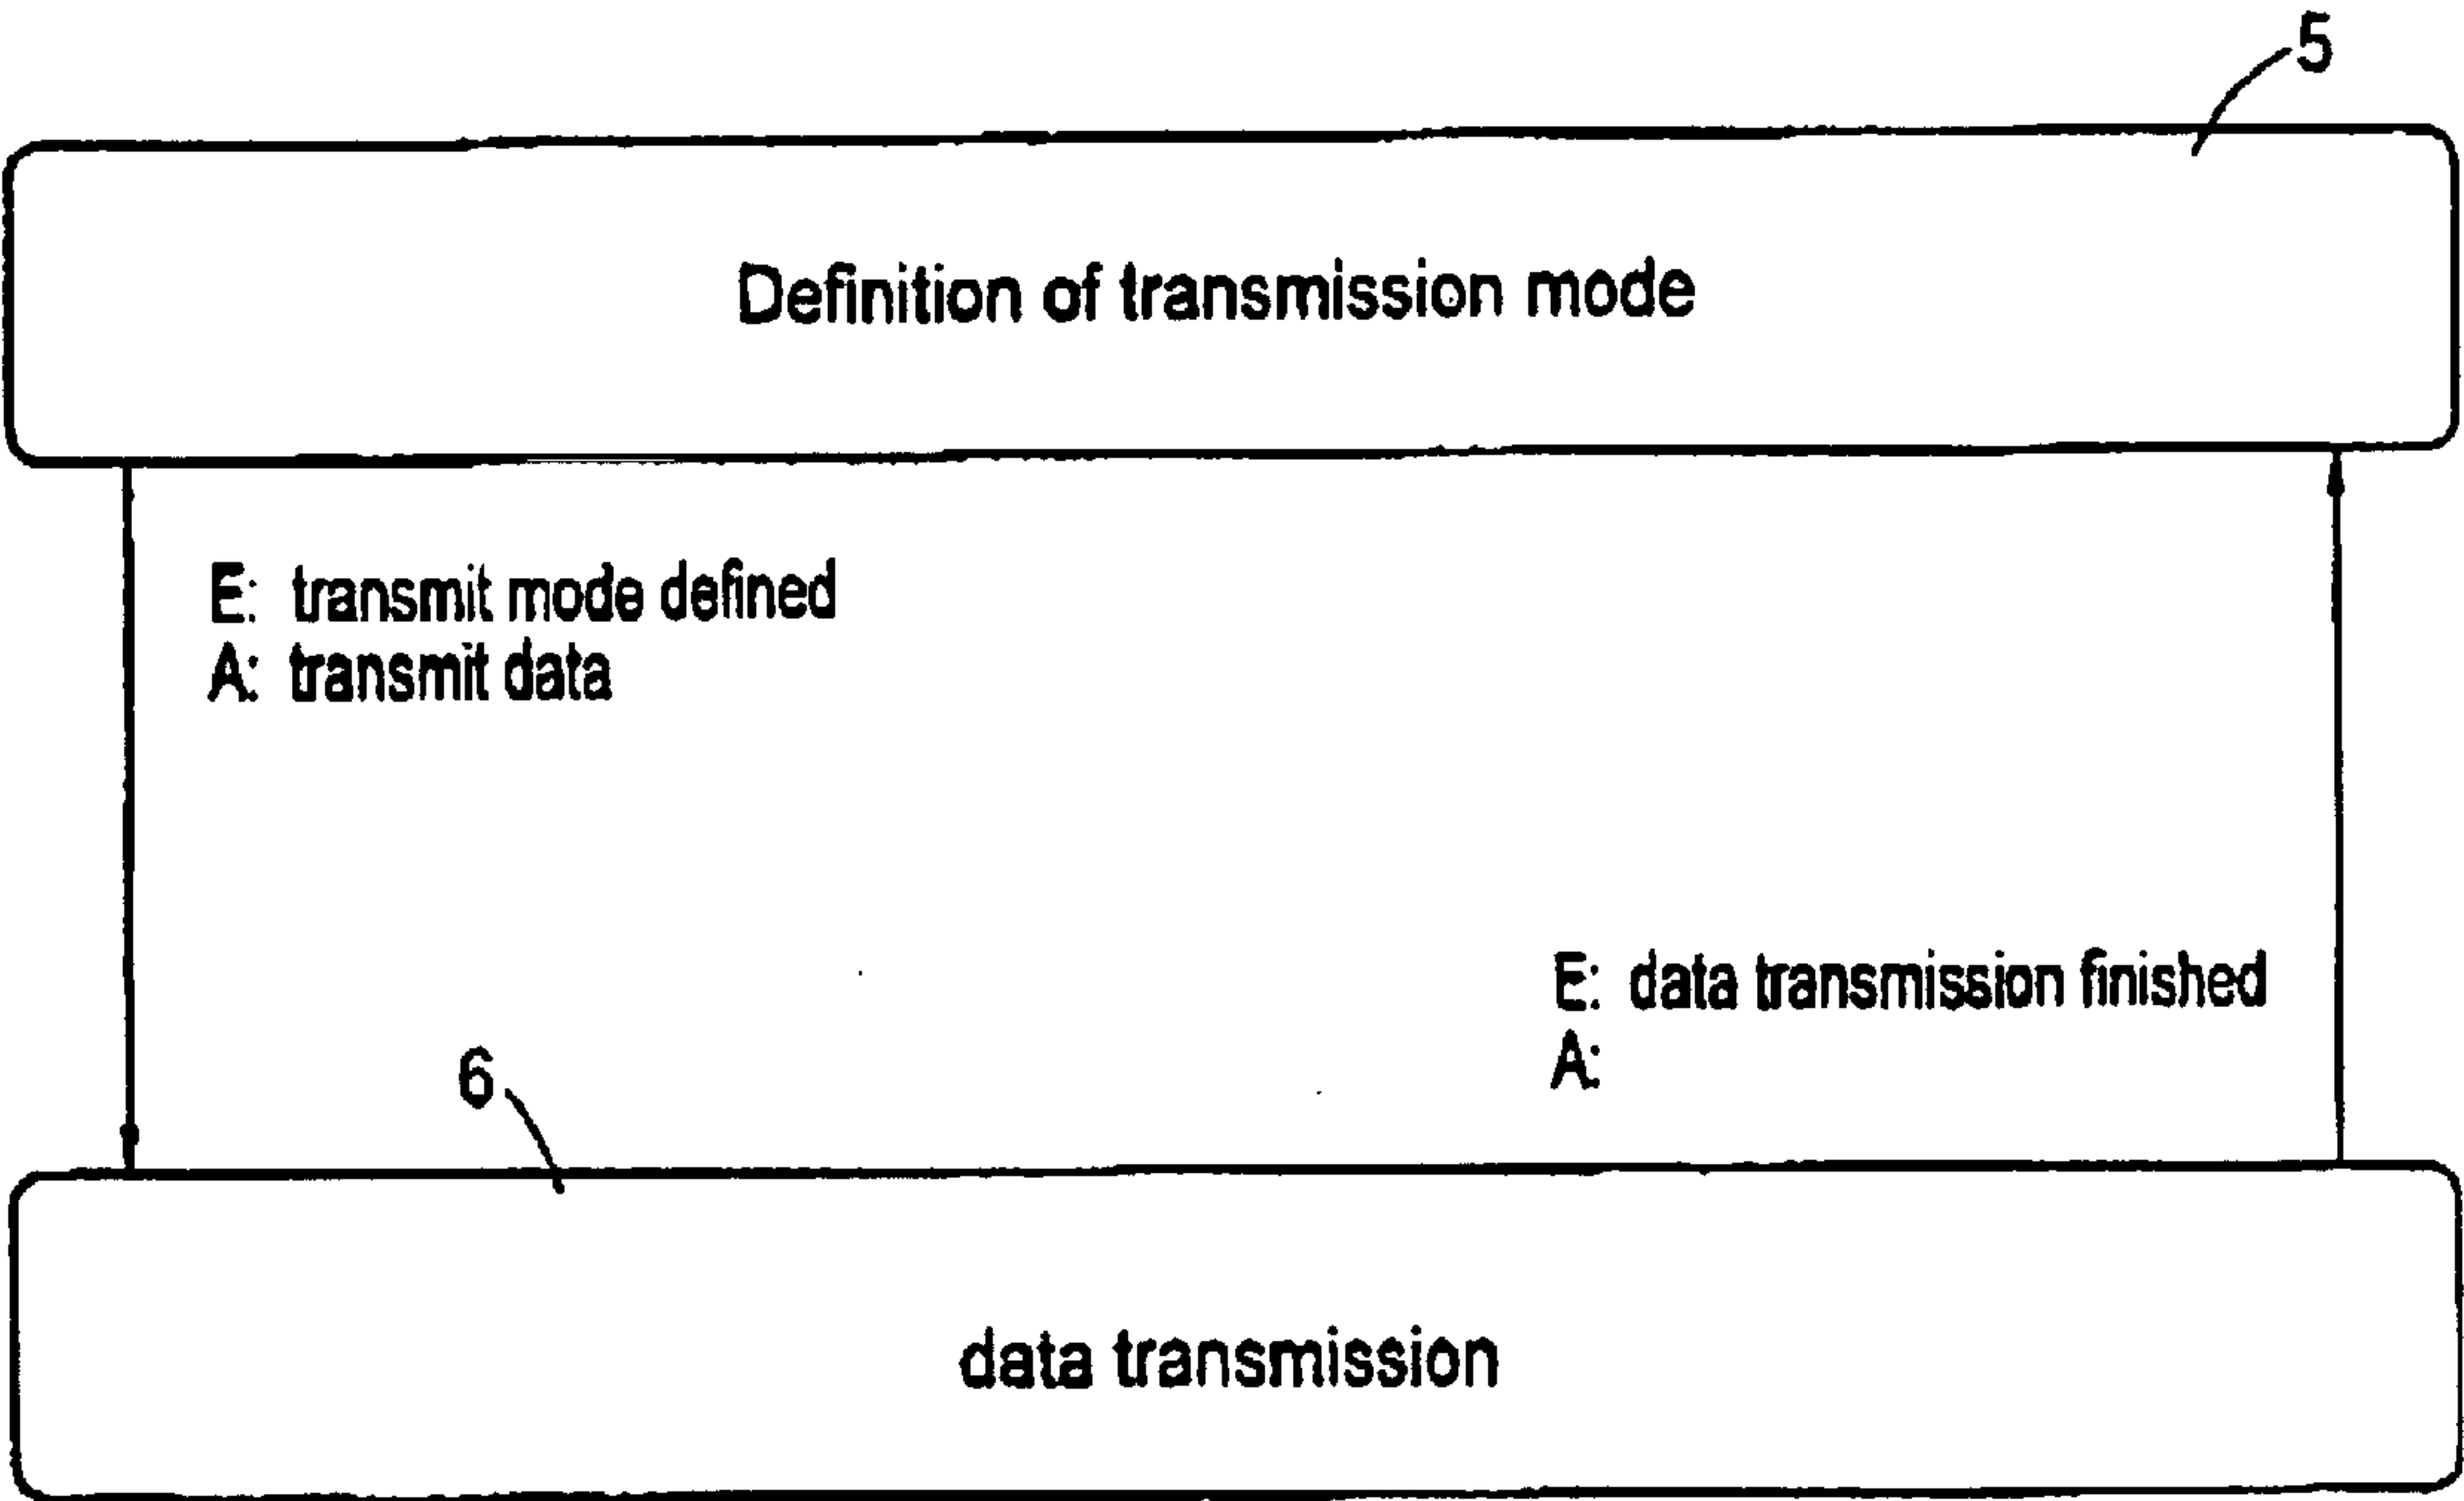 5
Definition of transmission mode
E: transmit mode defined
A: transmit data
E: data transmission finished
A:
6
data transmission